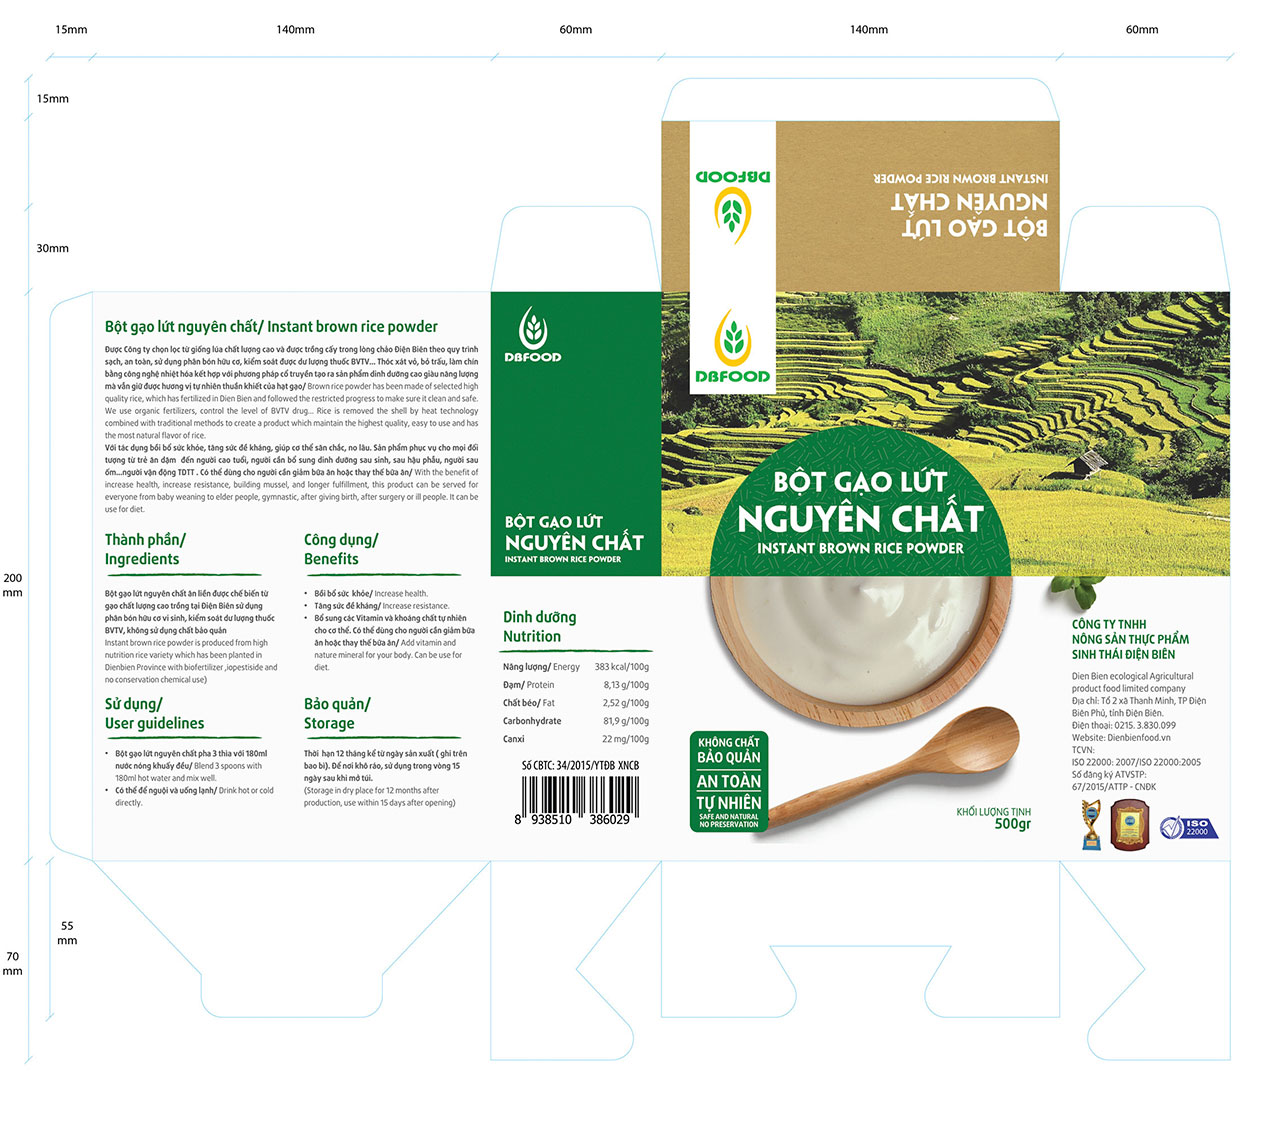 15mm
140mm
60mm
140mm
60mm
15mm
30mm
200
mm
55
mm
70
mm
DBFOOD
INSTANT BROWN RICE POWDER
NGUYÊN CHẤT
BỘT GẠO LỨT
Bột gạo lứt nguyên chất/ Instant brown rice powder
Được Công ty chọn lọc từ giống lúa chất lượng cao và được trồng cấy trong lòng chảo Điện Biên theo quy trình
sạch, an toàn, sử dụng phân bón hữu cơ, kiểm soát được dư lượng thuốc BVTV... Thóc xát vỏ, bỏ trấu, làm chín
bằng công nghệ nhiệt hóa kết hợp với phương pháp cổ truyền tạo ra sản phẩm dinh dưỡng cao giàu năng lượng
mà vẫn giữ được hương vị tự nhiên thuần khiết của hạt gạo/ Brown rice powder has been made of selected high
quality rice, which has fertilized in Dien Bien and followed the restricted progress to make sure it clean and safe.
We use organic fertilizers, control the level of BVTV drug... Rice is removed the shell by heat technology
combined with traditional methods to create a product which maintain the highest quality, easy to use and has
the most natural flavor of rice.
Với tác dụng bồi bổ sức khỏe, tăng sức đề kháng, giúp cơ thể săn chắc, no lâu. Sản phẩm phục vụ cho mọi đối
tượng từ trẻ ăn dặm đến người cao tuổi, người cần bổ sung dinh dưỡng sau sinh, sau hậu phẫu, người sau
ốm...người vận động TDTT . Có thể dùng cho người cần giảm bữa ăn hoặc thay thế bữa ăn/ With the benefit of
increase health, increase resistance, building mussel, and longer fulfillment, this product can be served for
everyone from baby weaning to elder people, gymnastic, after giving birth, after surgery or ill people. It can be
use for diet.
Thành phần/
Ingredients
Bột gạo lứt nguyên chất ăn liền được chế biến từ
gạo chất lượng cao trồng tại Điện Biên sử dụng
phân bón hữu cơ vi sinh, kiểm soát dư lượng thuốc
BVTV, không sử dụng chất bảo quản
Instant brown rice powder is produced from high
nutrition rice variety which has been planted in
Dienbien Province with biofertilizer ,iopestiside and
no conservation chemical use)
Công dụng/
Benefits
• Bồi bổ sức khỏe/ Increase health.
• Tăng sức đề kháng/ Increase resistance.
• Bổ sung các Vitamin và khoáng chất tự nhiên
cho cơ thể. Có thể dùng cho người cần giảm bữa
ăn hoặc thay thế bữa ăn/ Add vitamin and
nature mineral for your body. Can be use for
diet.
Sử dụng/
User guidelines
• Bột gạo lứt nguyên chất pha 3 thìa với 180ml
nước nóng khuấy đều/ Blend 3 spoons with
180ml hot water and mix well.
• Có thể để nguội và uống lạnh/ Drink hot or cold
directly.
Bảo quản/
Storage
Thời hạn 12 tháng kể từ ngày sản xuất ( ghi trên
bao bì). Để nơi khô ráo, sử dụng trong vòng 15
ngày sau khi mở túi.
(Storage in dry place for 12 months after
production, use within 15 days after opening)
DBFOOD
BỘT GẠO LỨT
NGUYÊN CHẤT
INSTANT BROWN RICE POWDER
Dinh dưỡng
Nutrition
Năng lượng/ Energy 383 kcal/100g
Đạm/ Protein 8,13 g/100g
Chất béo/ Fat 2,52 g/100g
Carbonhydrate 81,9 g/100g
Canxi 22 mg/100g
Số CBTC: 34/2015/YTĐB XNCB
8 938510 386029
DBFOOD
BỘT GẠO LỨT
NGUYÊN CHẤT
INSTANT BROWN RICE POWDER
KHÔNG CHẤT
BẢO QUẢN
AN TOÀN
TỰ NHIÊN
SAFE AND NATURAL
NO PRESERVATION
KHỐI LƯỢNG TỊNH
500gr
CÔNG TY TNHH
NÔNG SẢN THỰC PHẨM
SINH THÁI ĐIỆN BIÊN
Dien Bien ecological Agricultural
product food limited company
Địa chỉ: Tổ 2 xã Thanh Minh, TP Điện
Biên Phủ, tỉnh Điện Biên.
Điện thoại: 0215. 3.830.099
Website: Dienbienfood.vn
TCVN:
ISO 22000: 2007/ISO 22000:2005
Số đăng ký ATVSTP:
67/2015/ATTP - CNĐK
ISO
22000